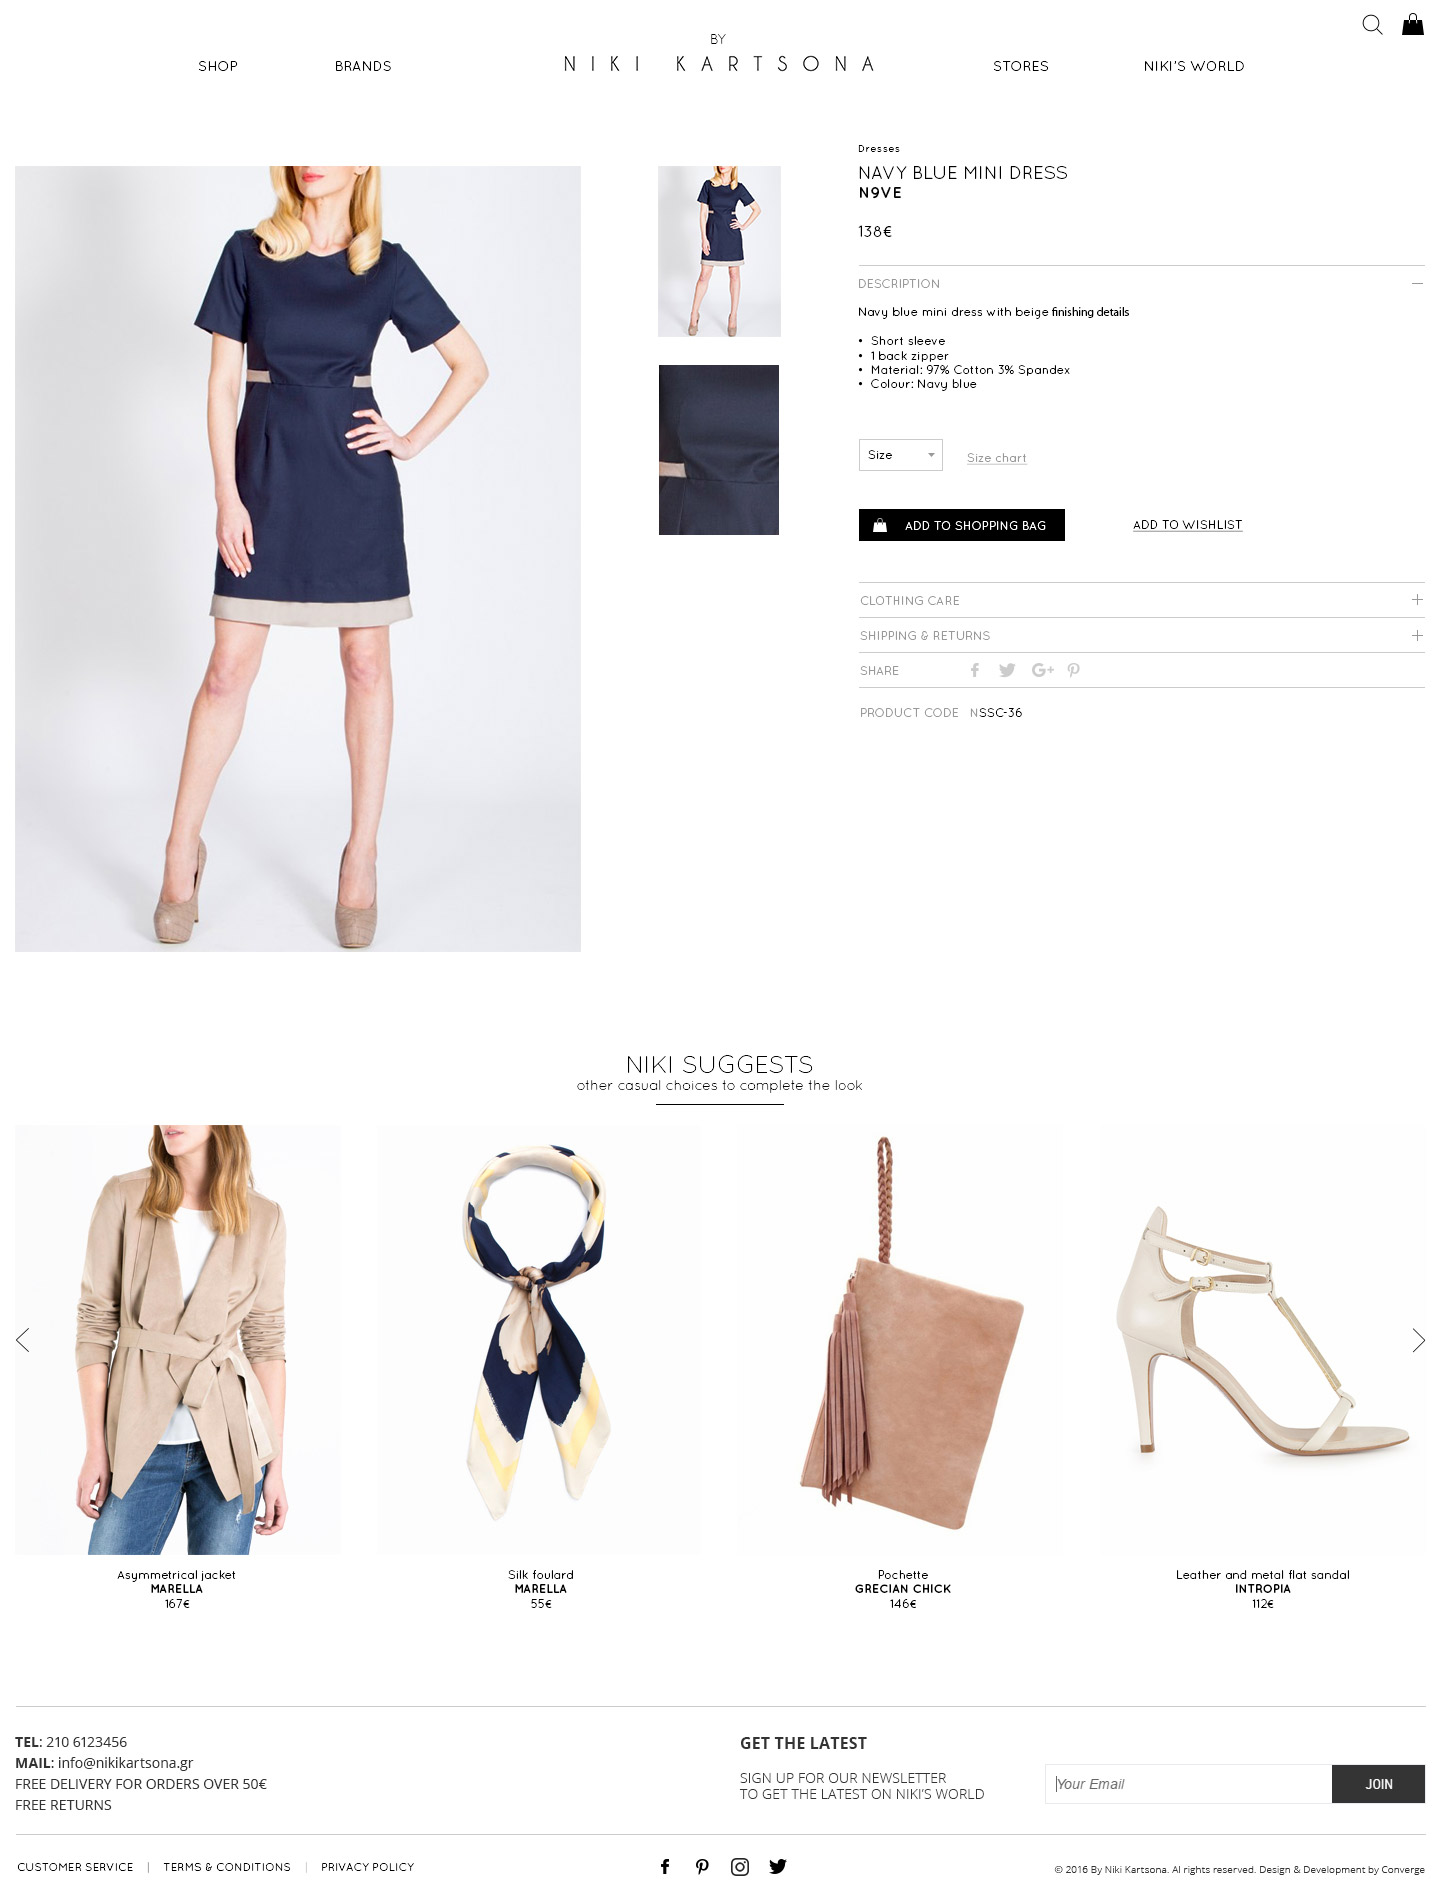 BY
NIKI KARTSONA
SHOP
BRANDS
STORES
NIKI'S WORLD
Dresses
NAVY BLUE MINI DRESS
N9VE
138€
DESCRIPTION
Navy blue mini dress with beige finishing details
• Short sleeve
• 1 back zipper
• Material: 97% Cotton 3% Spandex
• Colour: Navy blue
Size
Size chart
ADD TO SHOPPING BAG
ADD TO WISHLIST
CLOTHING CARE
SHIPPING & RETURNS
SHARE
PRODUCT CODE NSSC-36
NIKI SUGGESTS
other casual choices to complete the look
Asymmetrical jacket
MARELLA
167€
Silk foulard
MARELLA
55€
Pochette
GRECIAN CHICK
146€
Leather and metal flat sandal
INTROPIA
112€
TEL: 210 6123456
MAIL: info@nikikartsona.gr
FREE DELIVERY FOR ORDERS OVER 50€
FREE RETURNS
GET THE LATEST
SIGN UP FOR OUR NEWSLETTER
TO GET THE LATEST ON NIKI'S WORLD
Your Email
JOIN
CUSTOMER SERVICE | TERMS & CONDITIONS | PRIVACY POLICY
© 2016 By Niki Kartsona. Al rights reserved. Design & Development by Converge